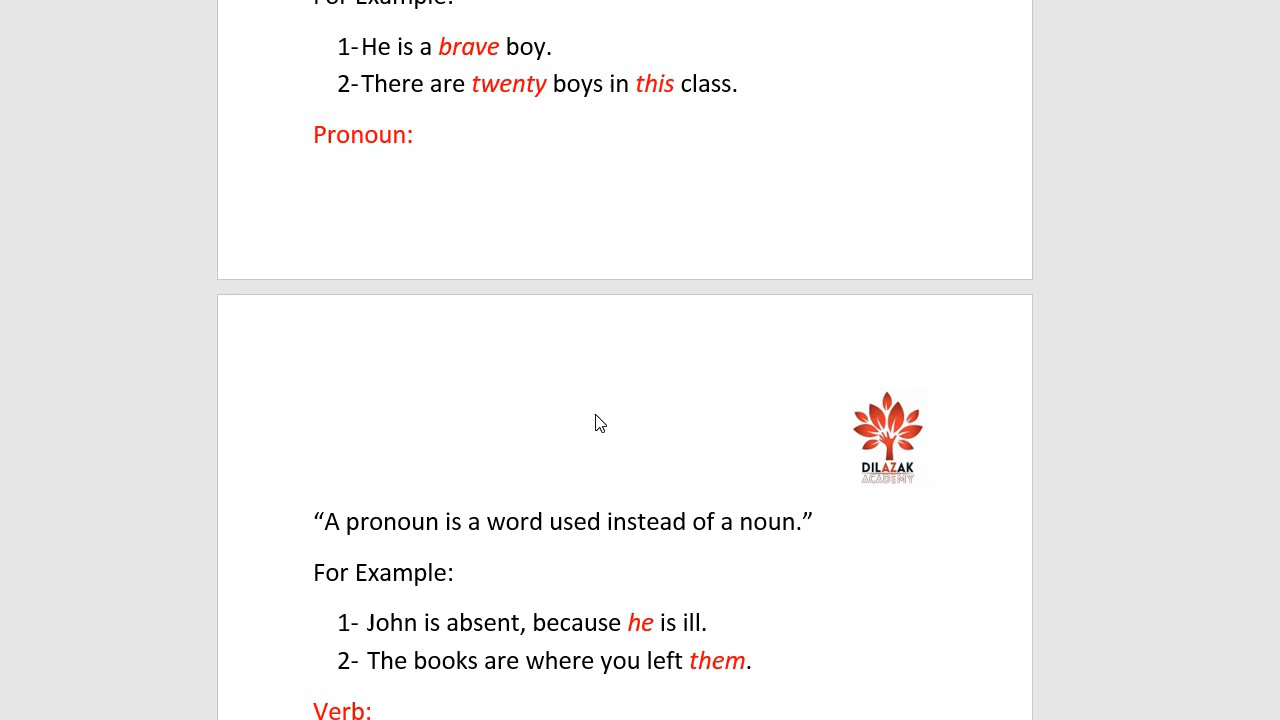 For Example:
1- He is a brave boy.
2- There are twenty boys in this class.
Pronoun:
DILAZAK
ACADEMY
“A pronoun is a word used instead of a noun.”
For Example:
1- John is absent, because he is ill.
2- The books are where you left them.
Verb: